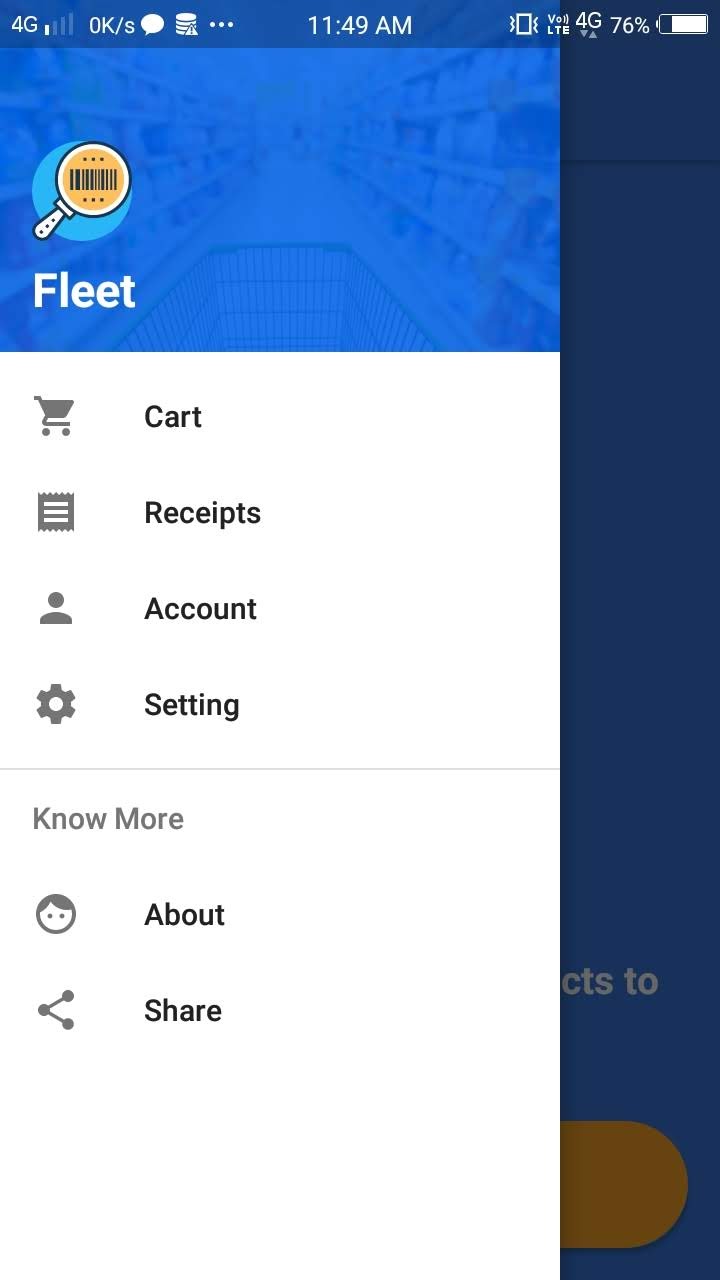 4G 0K/s 11:49 AM Vo)) LTE 4G 76%
Fleet
Cart
Receipts
Account
Setting
Know More
About
cts to
Share